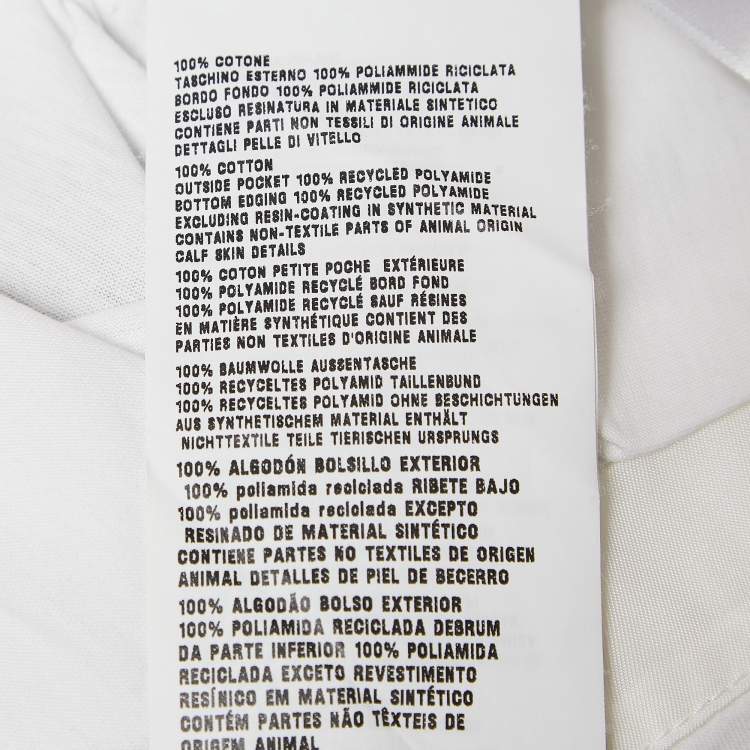 100% COTONE
TASCHINO ESTERNO 100% POLIAMMIDE RICICLATA
BORDO FONDO 100% POLIAMMIDE RICICLATA
ESCLUSO RESINATURA IN MATERIALE SINTETICO
CONTIENE PARTI NON TESSILI DI ORIGINE ANIMALE
DETTAGLI PELLE DI VITELLO
100% COTTON
OUTSIDE POCKET 100% RECYCLED POLYAMIDE
BOTTOM EDGING 100% RECYCLED POLYAMIDE
EXCLUDING RESIN-COATING IN SYNTHETIC MATERIAL
CONTAINS NON-TEXTILE PARTS OF ANIMAL ORIGIN
CALF SKIN DETAILS
100% COTON PETITE POCHE EXTÉRIEURE
100% POLYAMIDE RECYCLÉ BORD FOND
100% POLYAMIDE RECYCLÉ SAUF RÉSINES
EN MATIÈRE SYNTHÉTIQUE CONTIENT DES
PARTIES NON TEXTILES D'ORIGINE ANIMALE
100% BAUMWOLLE AUSSENTASCHE
100% RECYCELTES POLYAMID TAILLENBUND
100% RECYCELTES POLYAMID OHNE BESCHICHTUNGEN
AUS SYNTHETISCHEM MATERIAL ENTHÄLT
NICHTTEXTILE TEILE TIERISCHEN URSPRUNGS
100% ALGODÓN BOLSILLO EXTERIOR
100% poliamida reciclada RIBETE BAJO
100% poliamida reciclada EXCEPTO
RESINADO DE MATERIAL SINTÉTICO
CONTIENE PARTES NO TEXTILES DE ORIGEN
ANIMAL DETALLES DE PIEL DE BECERRO
100% ALGODÃO BOLSO EXTERIOR
100% POLIAMIDA RECICLADA DEBRUM
DA PARTE INFERIOR 100% POLIAMIDA
RECICLADA EXCETO REVESTIMENTO
RESÍNICO EM MATERIAL SINTÉTICO
CONTÉM PARTES NÃO TÊXTEIS DE
ORIGEM ANIMAL